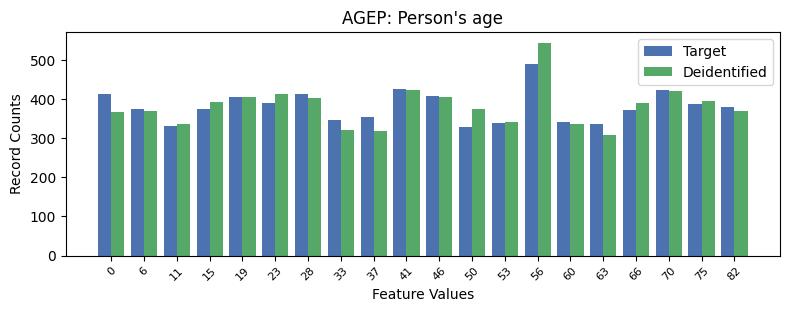 AGEP: Person's age
Record Counts
500
400
300
200
100
0
Target
Deidentified
0 6 11 15 19 23 28 33 37 41 46 50 53 56 60 63 66 70 75 82
Feature Values